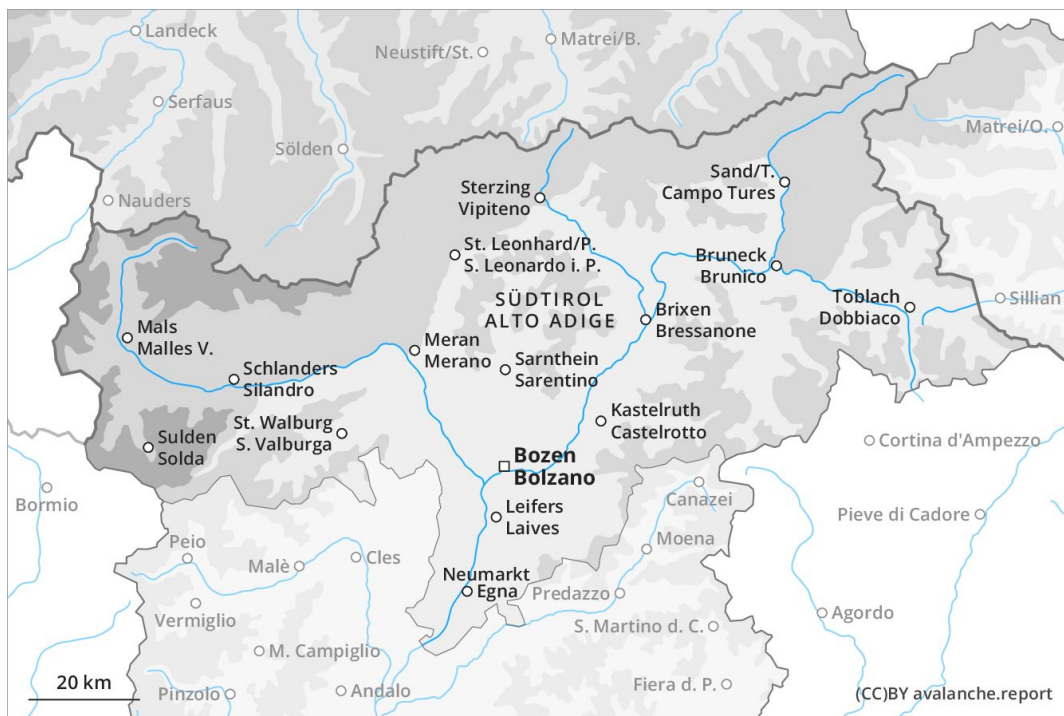 Landeck
Neustift/St.
Matrei/B.
Serfaus
Matrei/O.
Sölden
Sand/T.
Campo Tures
Sterzing
Vipiteno
Nauders
St. Leonhard/P.
S. Leonardo i. P.
Bruneck
Brunico
SÜDTIROL
ALTO ADIGE
Toblach
Dobbiaco
Sillian
Brixen
Bressanone
Mals
Malles V.
Meran
Merano
Sarnthein
Sarentino
Schlanders
Silandro
St. Walburg
S. Valburga
Kastelruth
Castelrotto
Sulden
Solda
Cortina d'Ampezzo
Bozen
Bolzano
Bormio
Canazei
Leifers
Laives
Pieve di Cadore
Moena
Peio
Malè
Cles
Neumarkt
Egna
Predazzo
Vermiglio
Agordo
S. Martino d. C.
M. Campiglio
20 km
Pinzolo
Andalo
Fiera d. P.
(CC)BY avalanche.report